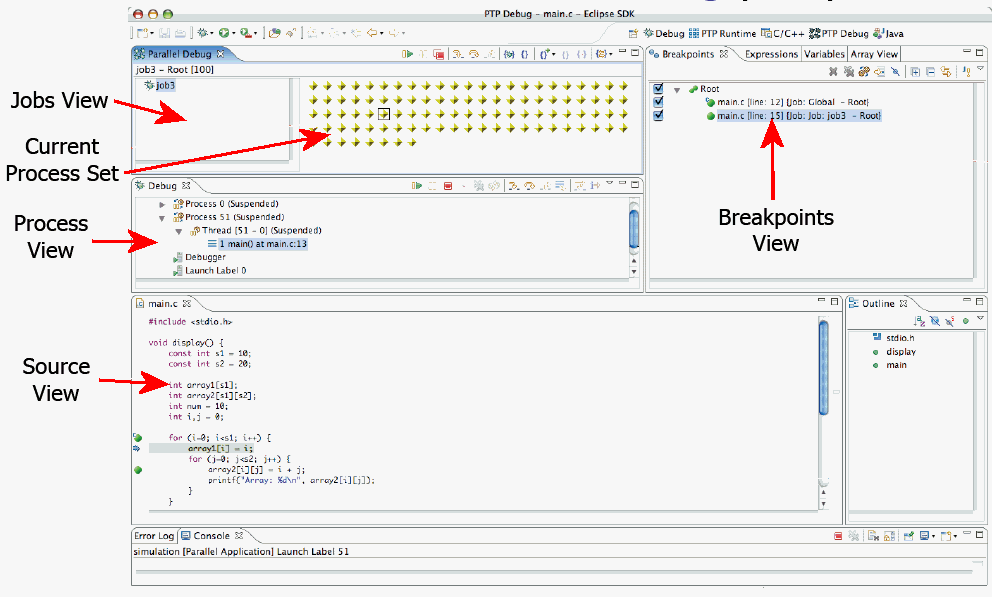 PTP Debug - main.c - Eclipse SDK
Debug PTP Runtime C/C++ PTP Debug Java
Parallel Debug
job3 - Root [100]
job3
Jobs View
Current
Process Set
Breakpoints Expressions Variables Array View
Root
main.c [line: 12] {Job: Global - Root}
main.c [line: 15] {Job: Job: job3 - Root}
Breakpoints
View
Debug
Process 0 (Suspended)
Process 51 (Suspended)
Thread [51 - 0] (Suspended)
1 main() at main.c:13
Debugger
Launch Label 0
Process
View
main.c
#include <stdio.h>
void display() {
const int s1 = 10;
const int s2 = 20;
int array1[s1];
int array2[s1][s2];
int num = 10;
int i,j = 0;
for (i=0; i<s1; i++) {
array1[i] = i;
for (j=0; j<s2; j++) {
array2[i][j] = i + j;
printf("Array: %d\n", array2[i][j]);
}
}
Source
View
Outline
stdio.h
display
main
Error Log Console
simulation [Parallel Application] Launch Label 51